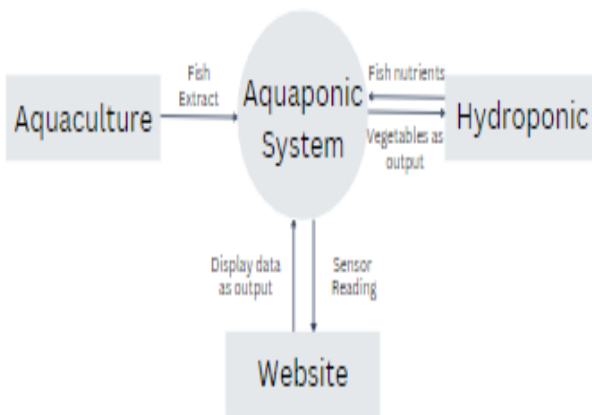 Aquaculture
Fish
Extract
Aquaponic
System
Fish nutrients
Vegetables as
output
Hydroponic
Display data
as output
Sensor
Reading
Website